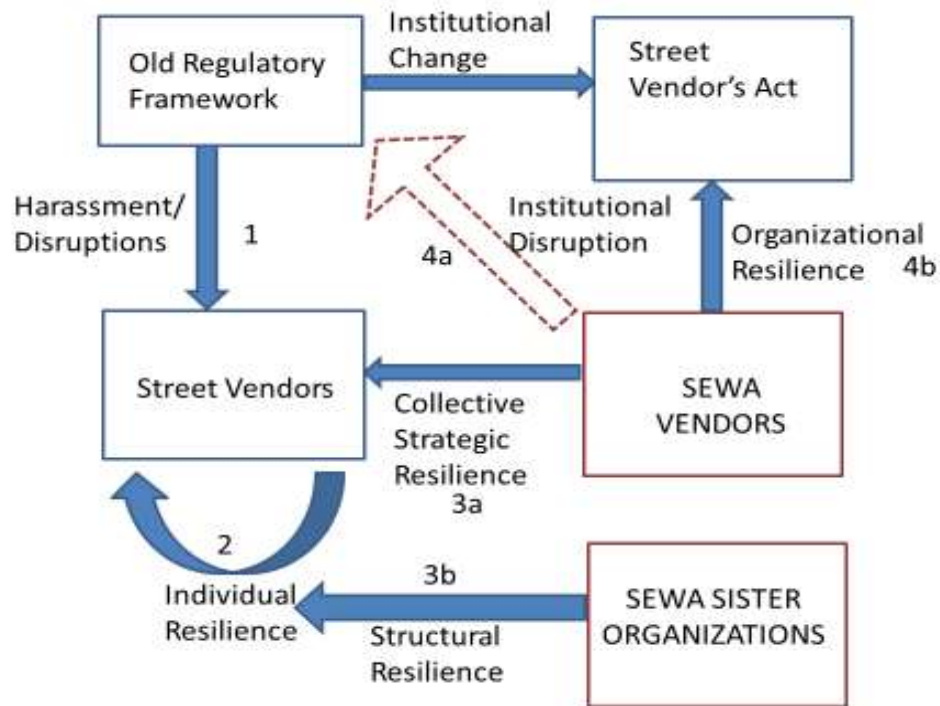 Old Regulatory
Framework
Institutional
Change
Street
Vendor's Act
Harassment/
Disruptions
1
4a
Institutional
Disruption
Organizational
Resilience
4b
Street Vendors
Collective
Strategic
Resilience
3a
SEWA
VENDORS
2
Individual
Resilience
3b
Structural
Resilience
SEWA SISTER
ORGANIZATIONS